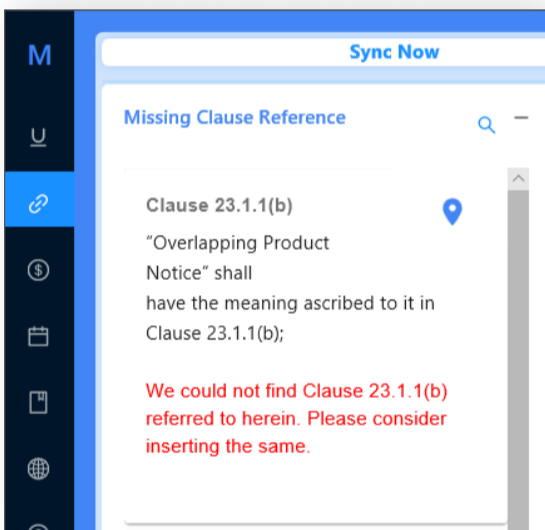 M
Sync Now
Missing Clause Reference
U
Clause 23.1.1(b)
“Overlapping Product
Notice” shall
have the meaning ascribed to it in
Clause 23.1.1(b);
We could not find Clause 23.1.1(b)
referred to herein. Please consider
inserting the same.